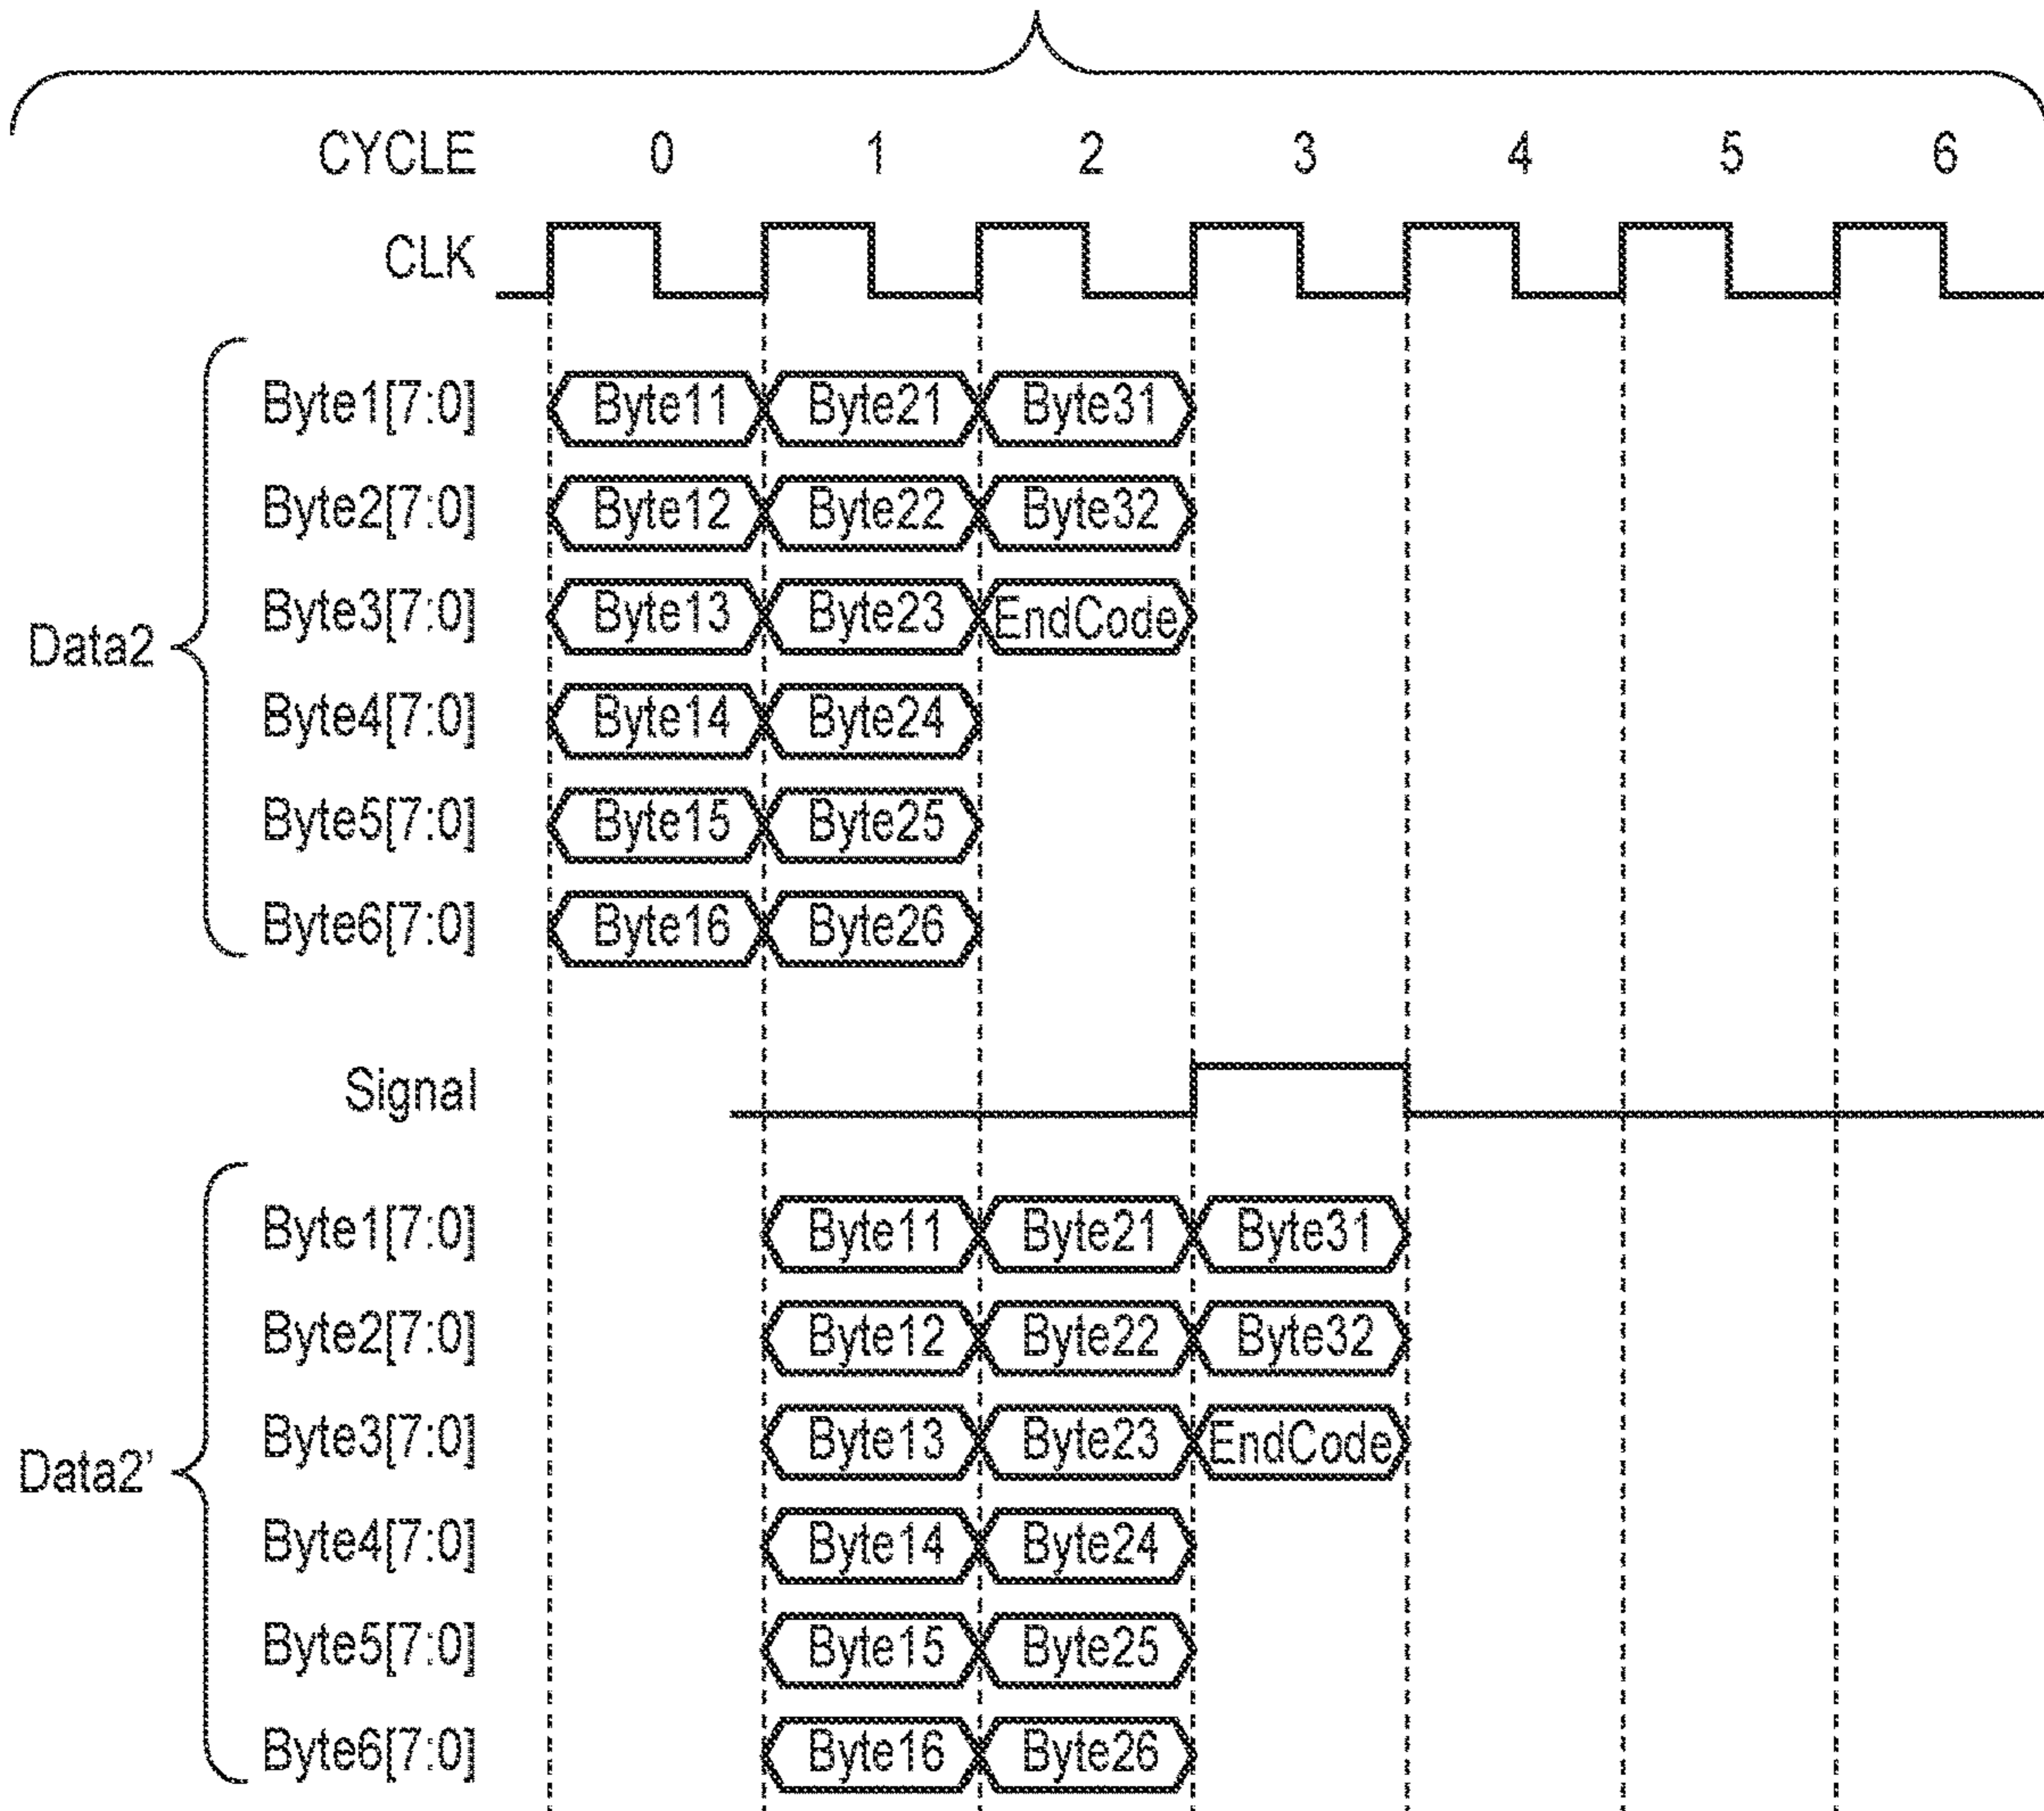 CYCLE 0 1 2 3 4 5 6
CLK
Byte1[7:0] Byte11 Byte21 Byte31
Byte2[7:0] Byte12 Byte22 Byte32
Byte3[7:0] Byte13 Byte23 EndCode
Data2
Byte4[7:0] Byte14 Byte24
Byte5[7:0] Byte15 Byte25
Byte6[7:0] Byte16 Byte26
Signal
Byte1[7:0] Byte11 Byte21 Byte31
Byte2[7:0] Byte12 Byte22 Byte32
Byte3[7:0] Byte13 Byte23 EndCode
Data2’
Byte4[7:0] Byte14 Byte24
Byte5[7:0] Byte15 Byte25
Byte6[7:0] Byte16 Byte26